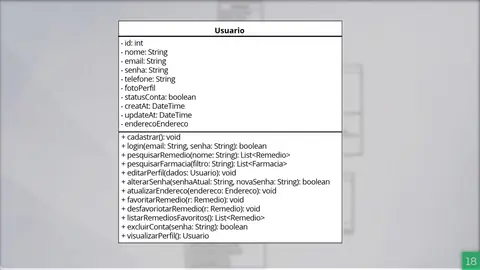 Usuario
- id: int
- nome: String
- email: String
- senha: String
- telefone: String
- fotoPerfil
- statusConta: boolean
- creatAt: DateTime
- updateAt: DateTime
- enderecoEndereco
+ cadastrar(): void
+ login(email: String, senha: String): boolean
+ pesquisarRemedio(nome: String): List<Remedio>
+ pesquisarFarmacia(filtro: String): List<Farmacia>
+ editarPerfil(dados: Usuario): void
+ alterarSenha(senhaAtual: String, novaSenha: String): boolean
+ atualizarEndereco(endereco: Endereco): void
+ favoritarRemedio(r: Remedio): void
+ desfavoriotarRemedio(r: Remedio): void
+ listarRemediosFavoritos(): List<Remedio>
+ excluirConta(senha: String): boolean
+ visualizarPerfil(): Usuario
18